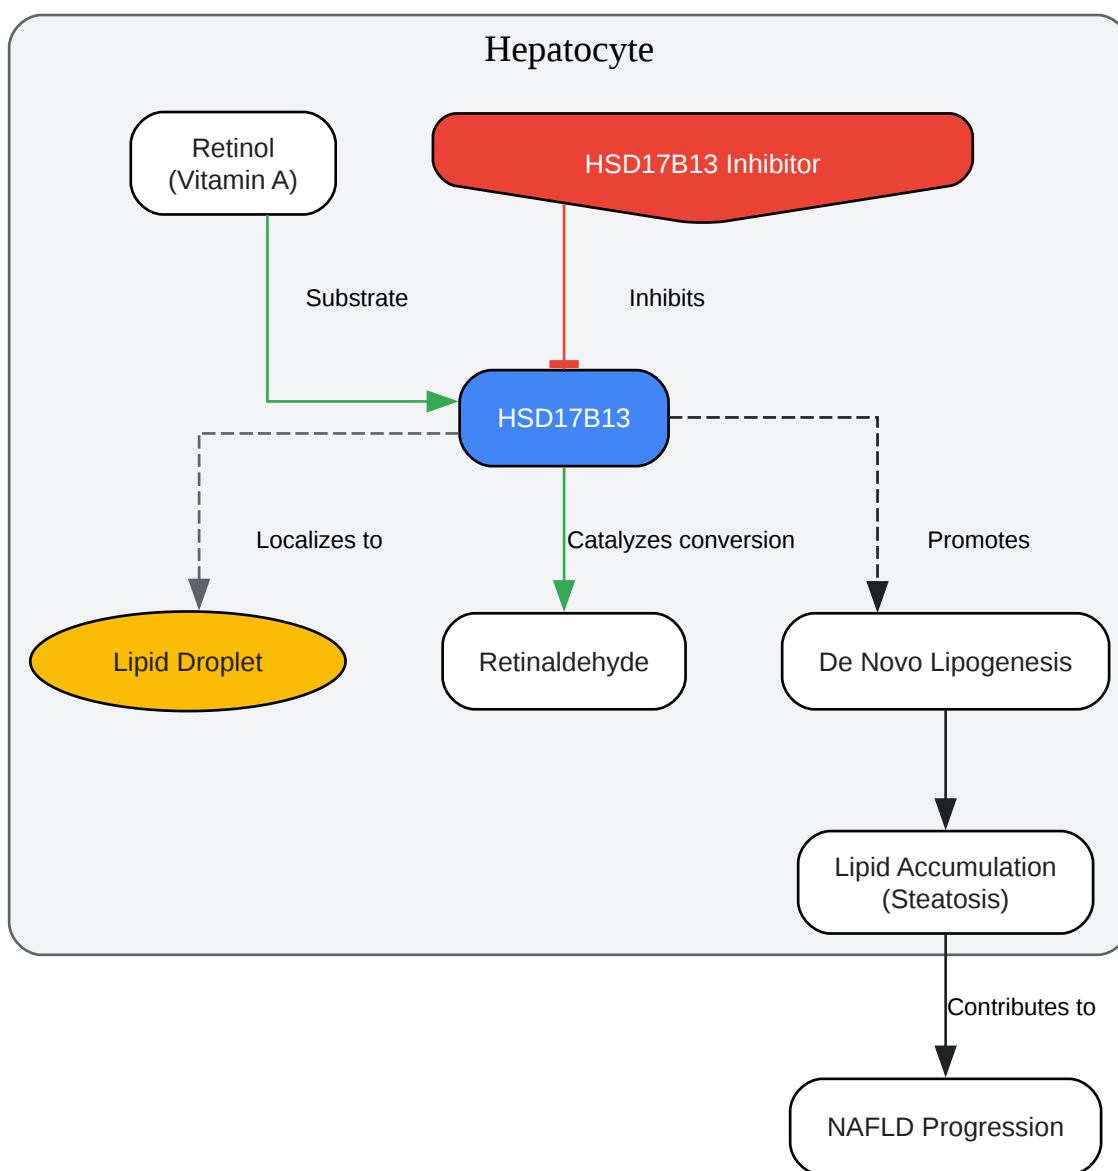 Hepatocyte
Retinol
(Vitamin A)
HSD17B13 Inhibitor
Substrate
Inhibits
HSD17B13
Localizes to
Catalyzes conversion
Promotes
Lipid Droplet
Retinaldehyde
De Novo Lipogenesis
Lipid Accumulation
(Steatosis)
Contributes to
NAFLD Progression